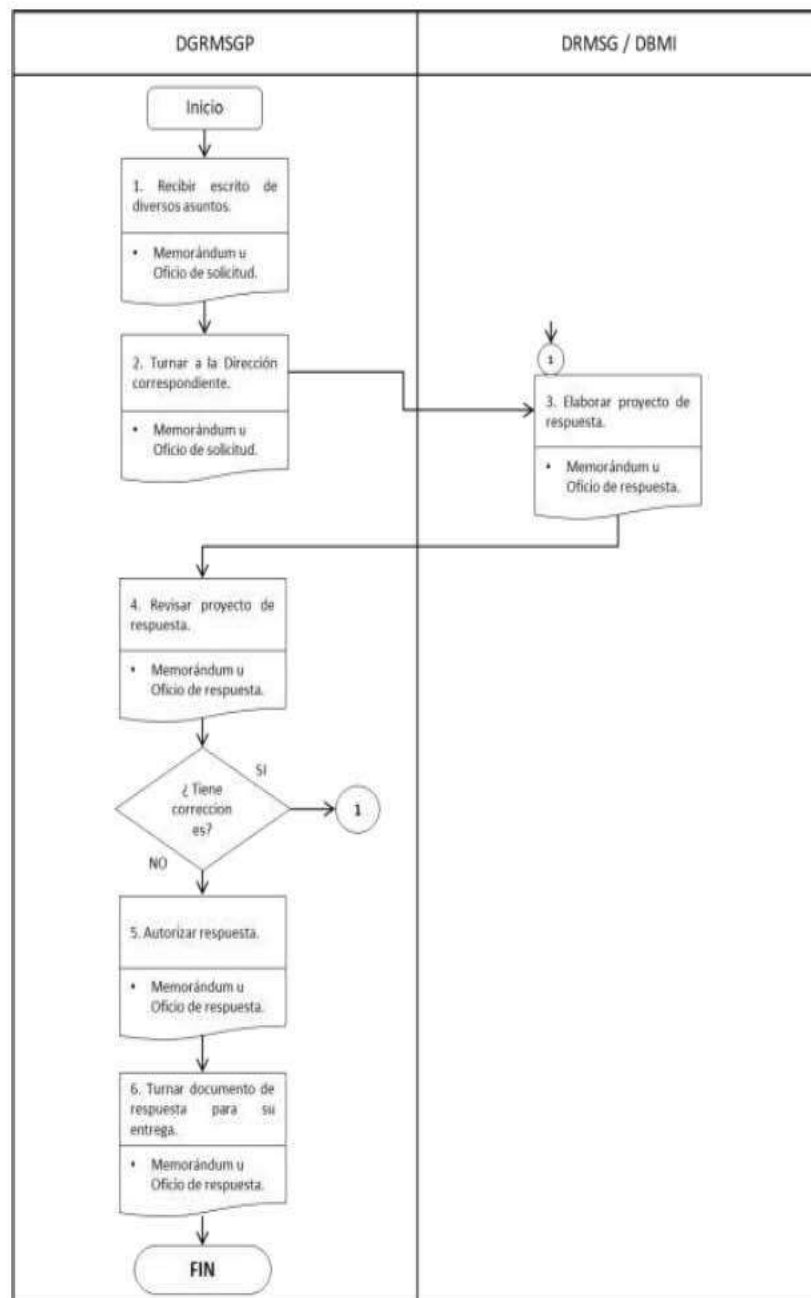 DGRMSGP
DRMSG / DBMI
Inicio
1. Recibir escrito de
diversos asuntos.
• Memorándum u
Oficio de solicitud.
2. Turnar a la Dirección
correspondiente.
• Memorándum u
Oficio de solicitud.
1
3. Elaborar proyecto de
respuesta.
• Memorándum u
Oficio de respuesta.
4. Revisar proyecto de
respuesta.
• Memorándum u
Oficio de respuesta.
SI
¿ Tiene
correccion
es?
1
NO
5. Autorizar respuesta.
• Memorándum u
Oficio de respuesta.
6. Turnar documento de
respuesta para su
entrega.
• Memorándum u
Oficio de respuesta.
FIN